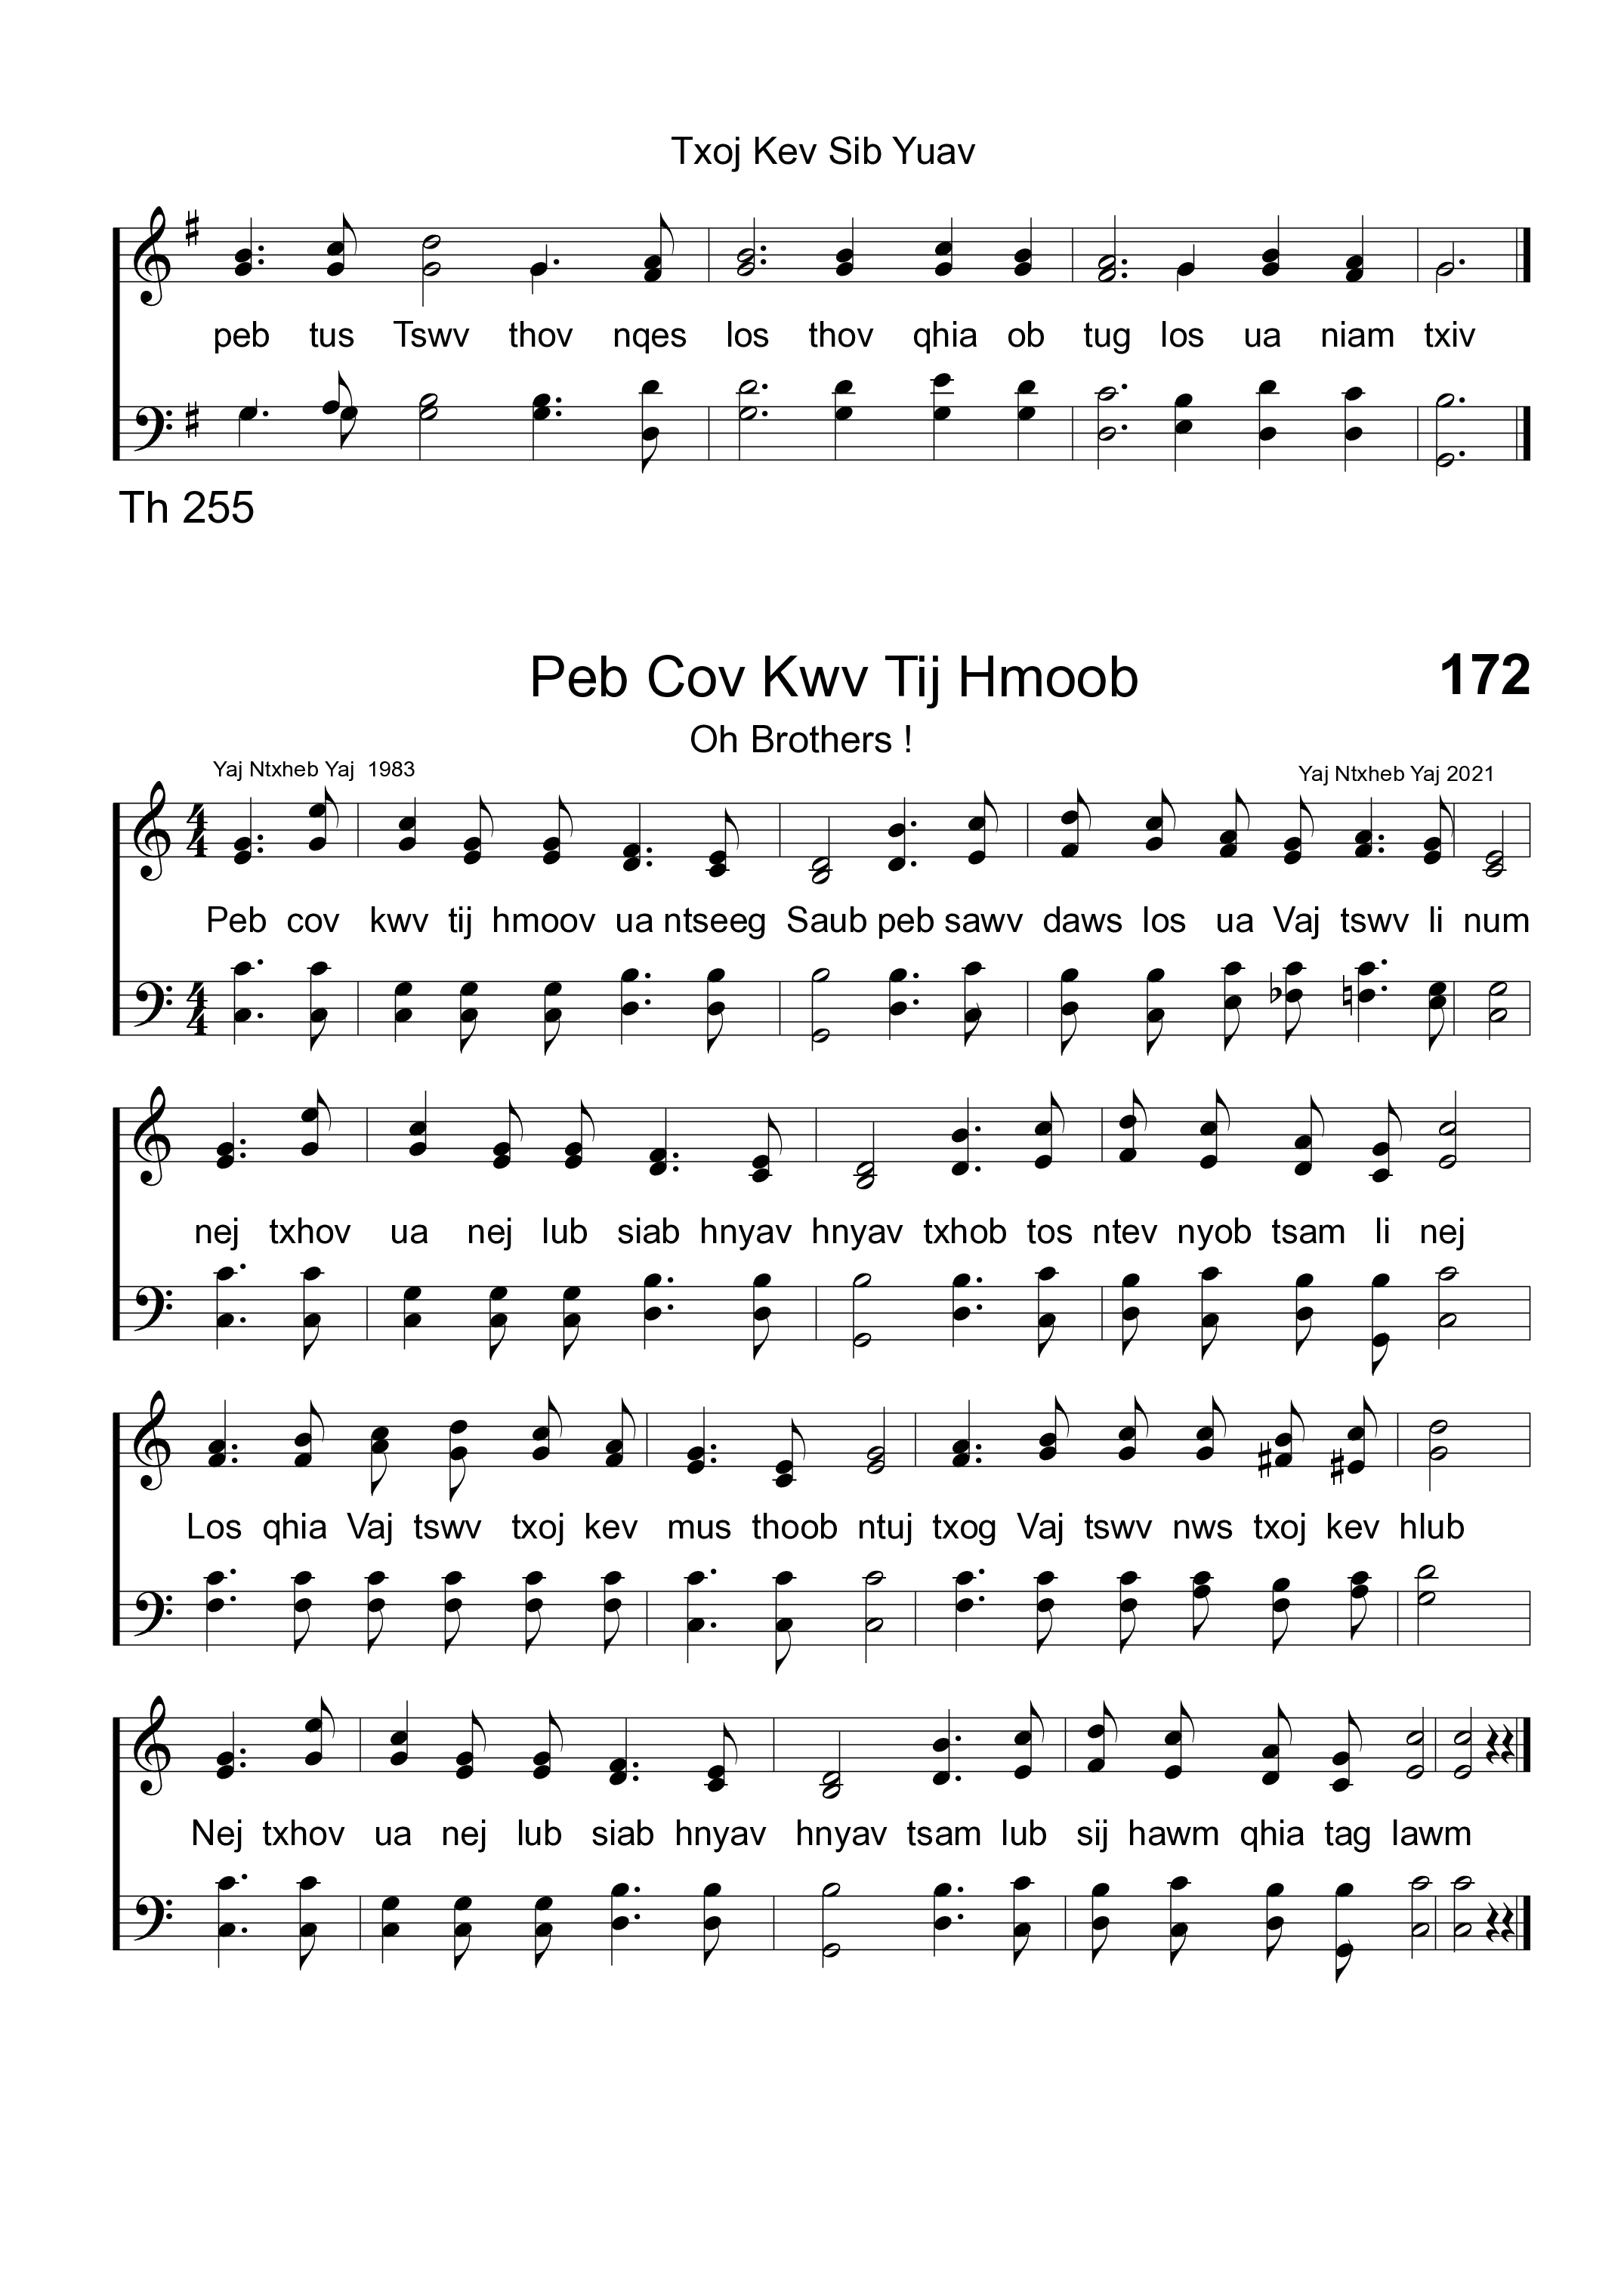 Txoj Kev Sib Yuav
peb tus Tswv thov nqes los thov qhia ob tug los ua niam txiv
Th 255
Peb Cov Kwv Tij Hmoob 172
Oh Brothers !
Yaj Ntxheb Yaj 1983 Yaj Ntxheb Yaj 2021
4
4
Peb cov kwv tij hmoov ua ntseeg Saub peb sawv daws los ua Vaj tswv li num
4
4
nej txhov ua nej lub siab hnyav hnyav txhob tos ntev nyob tsam li nej
Los qhia Vaj tswv txoj kev mus thoob ntuj txog Vaj tswv nws txoj kev hlub
Nej txhov ua nej lub siab hnyav hnyav tsam lub sij hawm qhia tag lawm